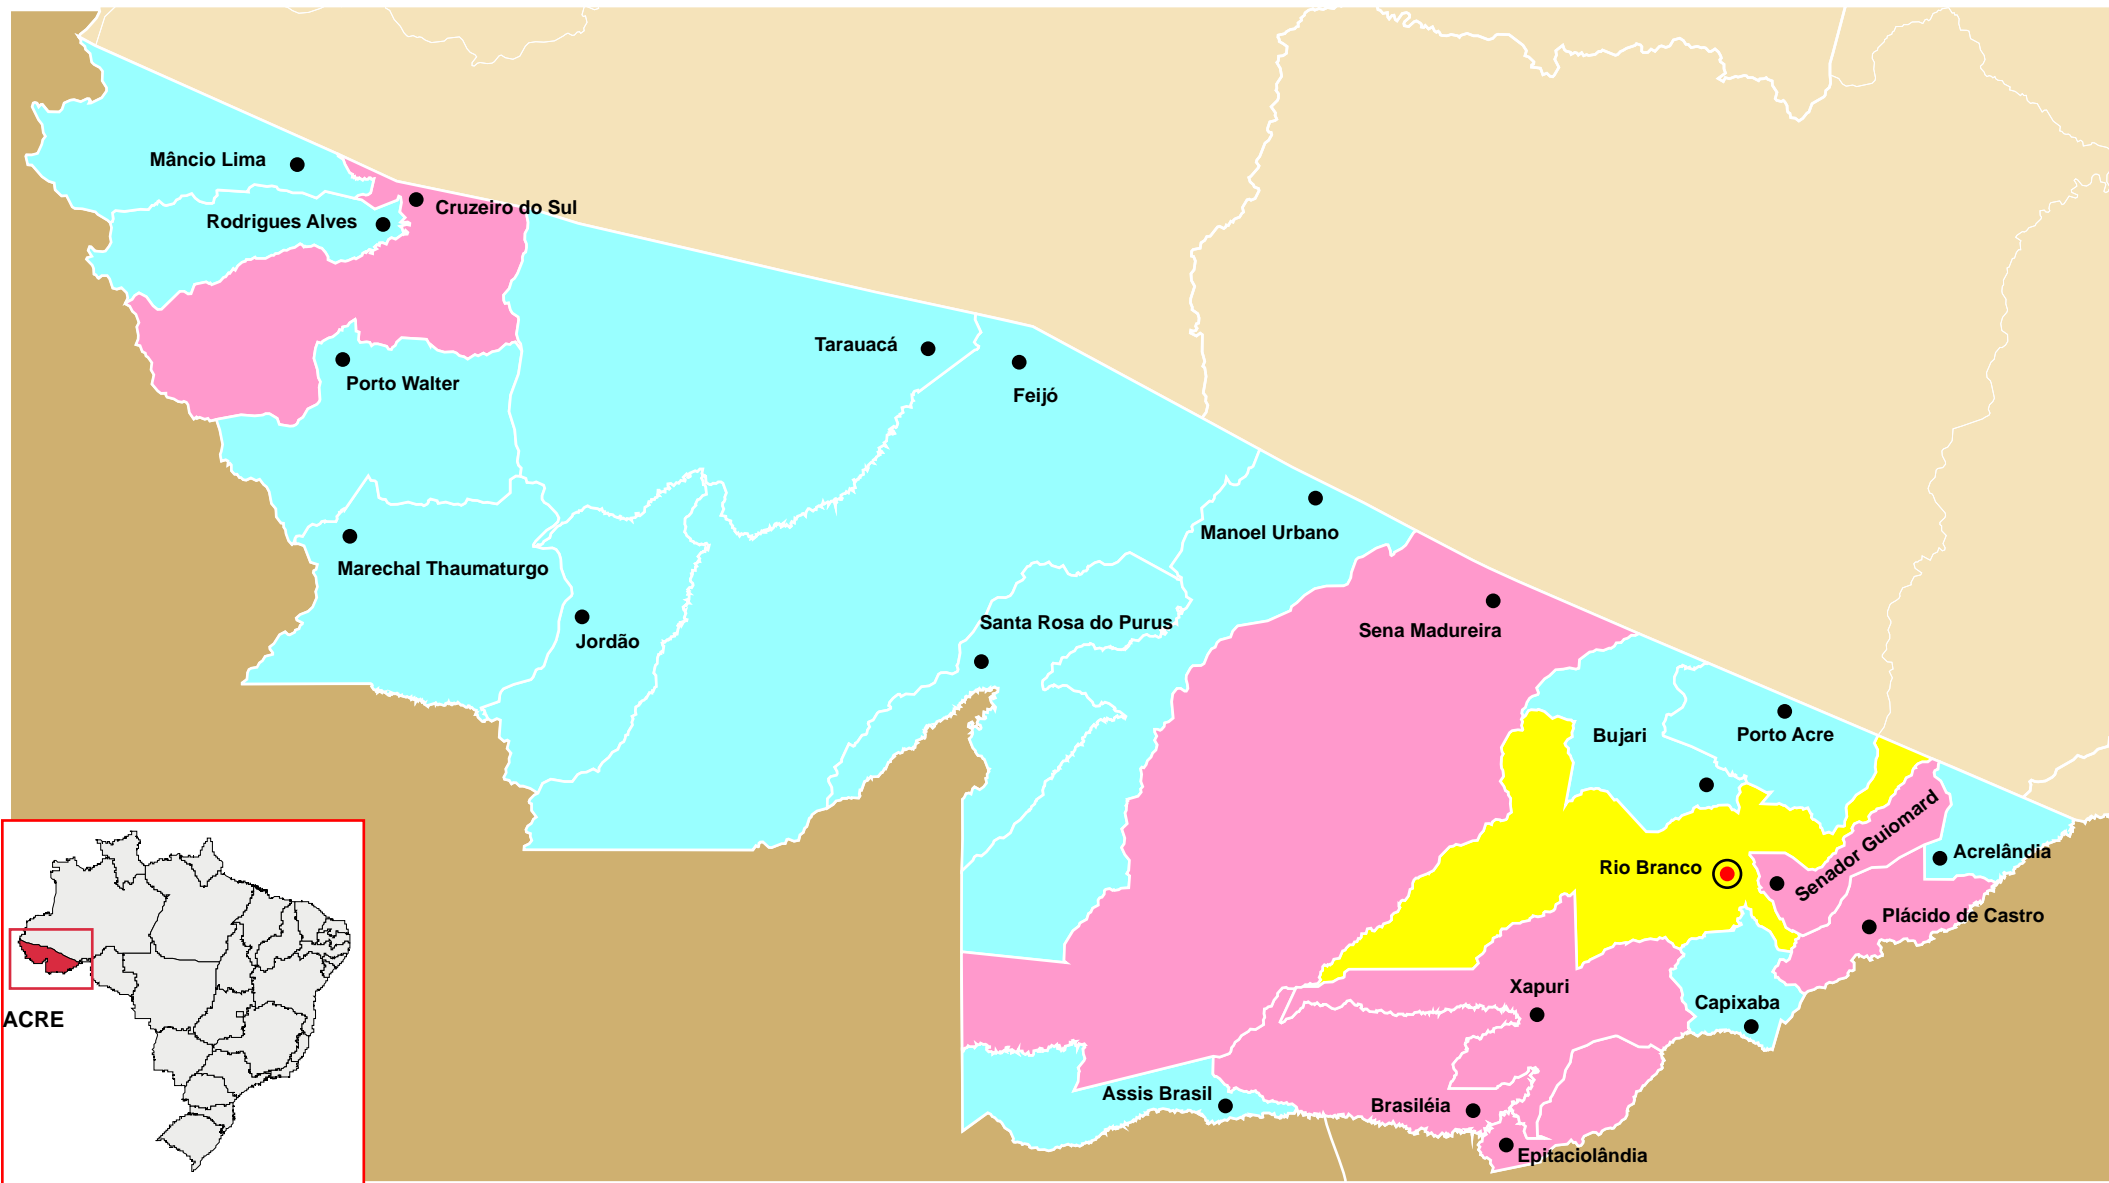 Mâncio Lima
Cruzeiro do Sul
Rodrigues Alves
Tarauacá
Porto Walter
Feijó
Manoel Urbano
Marechal Thaumaturgo
Santa Rosa do Purus
Sena Madureira
Jordão
Bujari
Porto Acre
Senador Guiomard
Acrelândia
Rio Branco
Plácido de Castro
Xapuri
Capixaba
ACRE
Assis Brasil
Brasiléia
Epitaciolândia